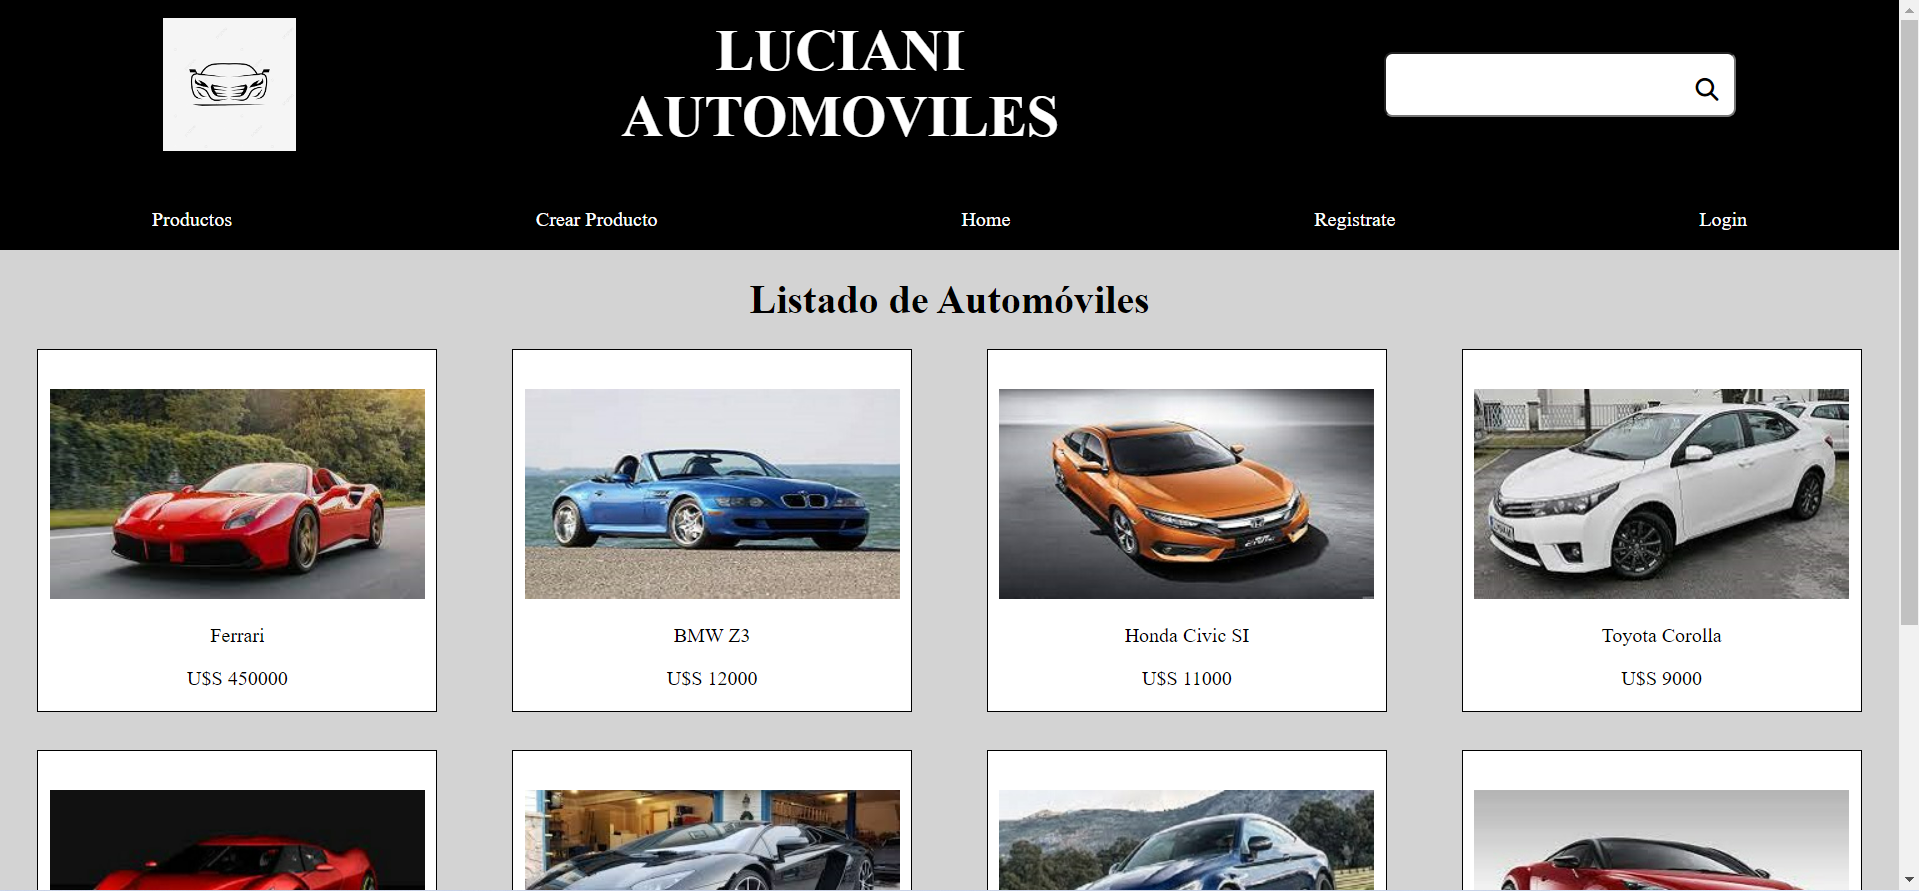 LUCIANI
AUTOMOVILES
Productos
Crear Producto
Home
Registrate
Login
Listado de Automóviles
Ferrari
U$S 450000
BMW Z3
U$S 12000
Honda Civic SI
U$S 11000
Toyota Corolla
U$S 9000